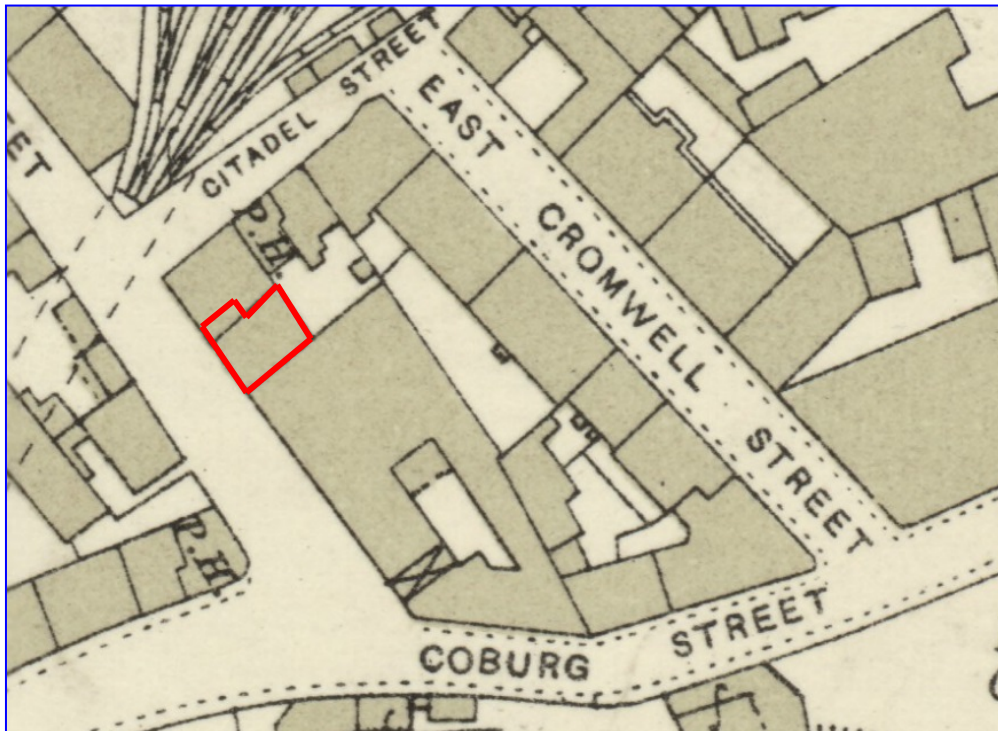 CITADEL STREET
EAST CROMWELL STREET
P.H.
P.H.
COBURG STREET